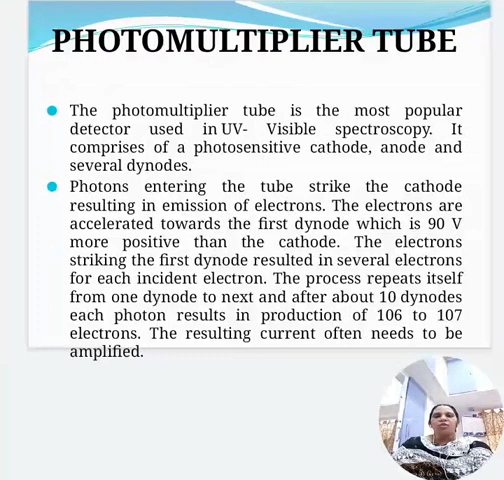 PHOTOMULTIPLIER TUBE
The photomultiplier tube is the most popular
detector used in UV- Visible spectroscopy. It
comprises of a photosensitive cathode, anode and
several dynodes.
Photons entering the tube strike the cathode
resulting in emission of electrons. The electrons are
accelerated towards the first dynode which is 90 V
more positive than the cathode. The electrons
striking the first dynode resulted in several electrons
for each incident electron. The process repeats itself
from one dynode to next and after about 10 dynodes
each photon results in production of 106 to 107
electrons. The resulting current often needs to be
amplified.